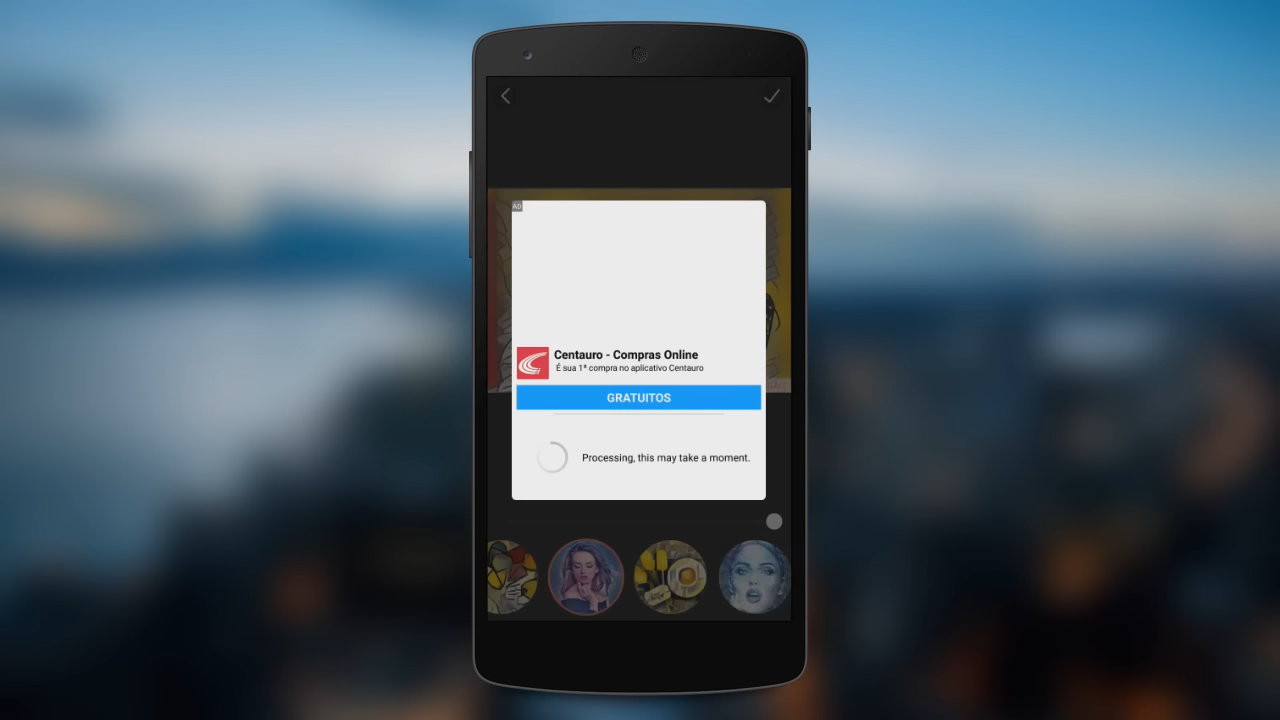 AD
Centauro - Compras Online
É sua 1ª compra no aplicativo Centauro
GRATUITOS
Processing, this may take a moment.